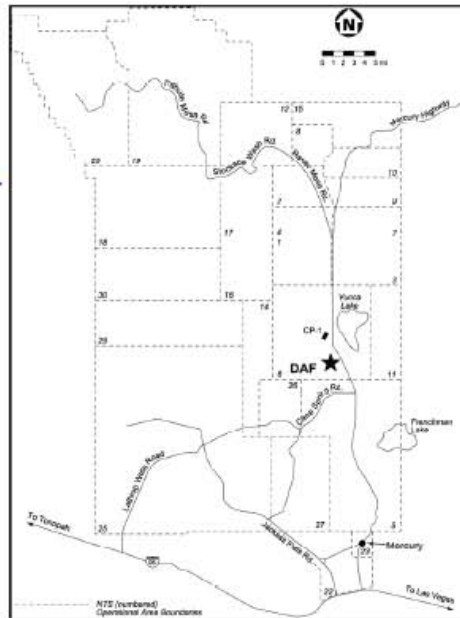 N
0 1 2 3 4 5 mi
Pahute Mesa Rd.
Mercury Highway
12
15
8
Stockade Wash Rd.
Rainier Mesa Rd.
10
20
19
2
9
17
4
7
1
18
3
30
16
14
Yucca Lake
CP-1
29
DAF
6
11
26
Cane Spring Rd.
Frenchman Lake
Lathrop Wells Road
25
27
5
To Tonopah
Jackass Flats Rd.
Mercury
23
95
22
To Las Vegas
NTS (numbered)
Operational Area Boundaries